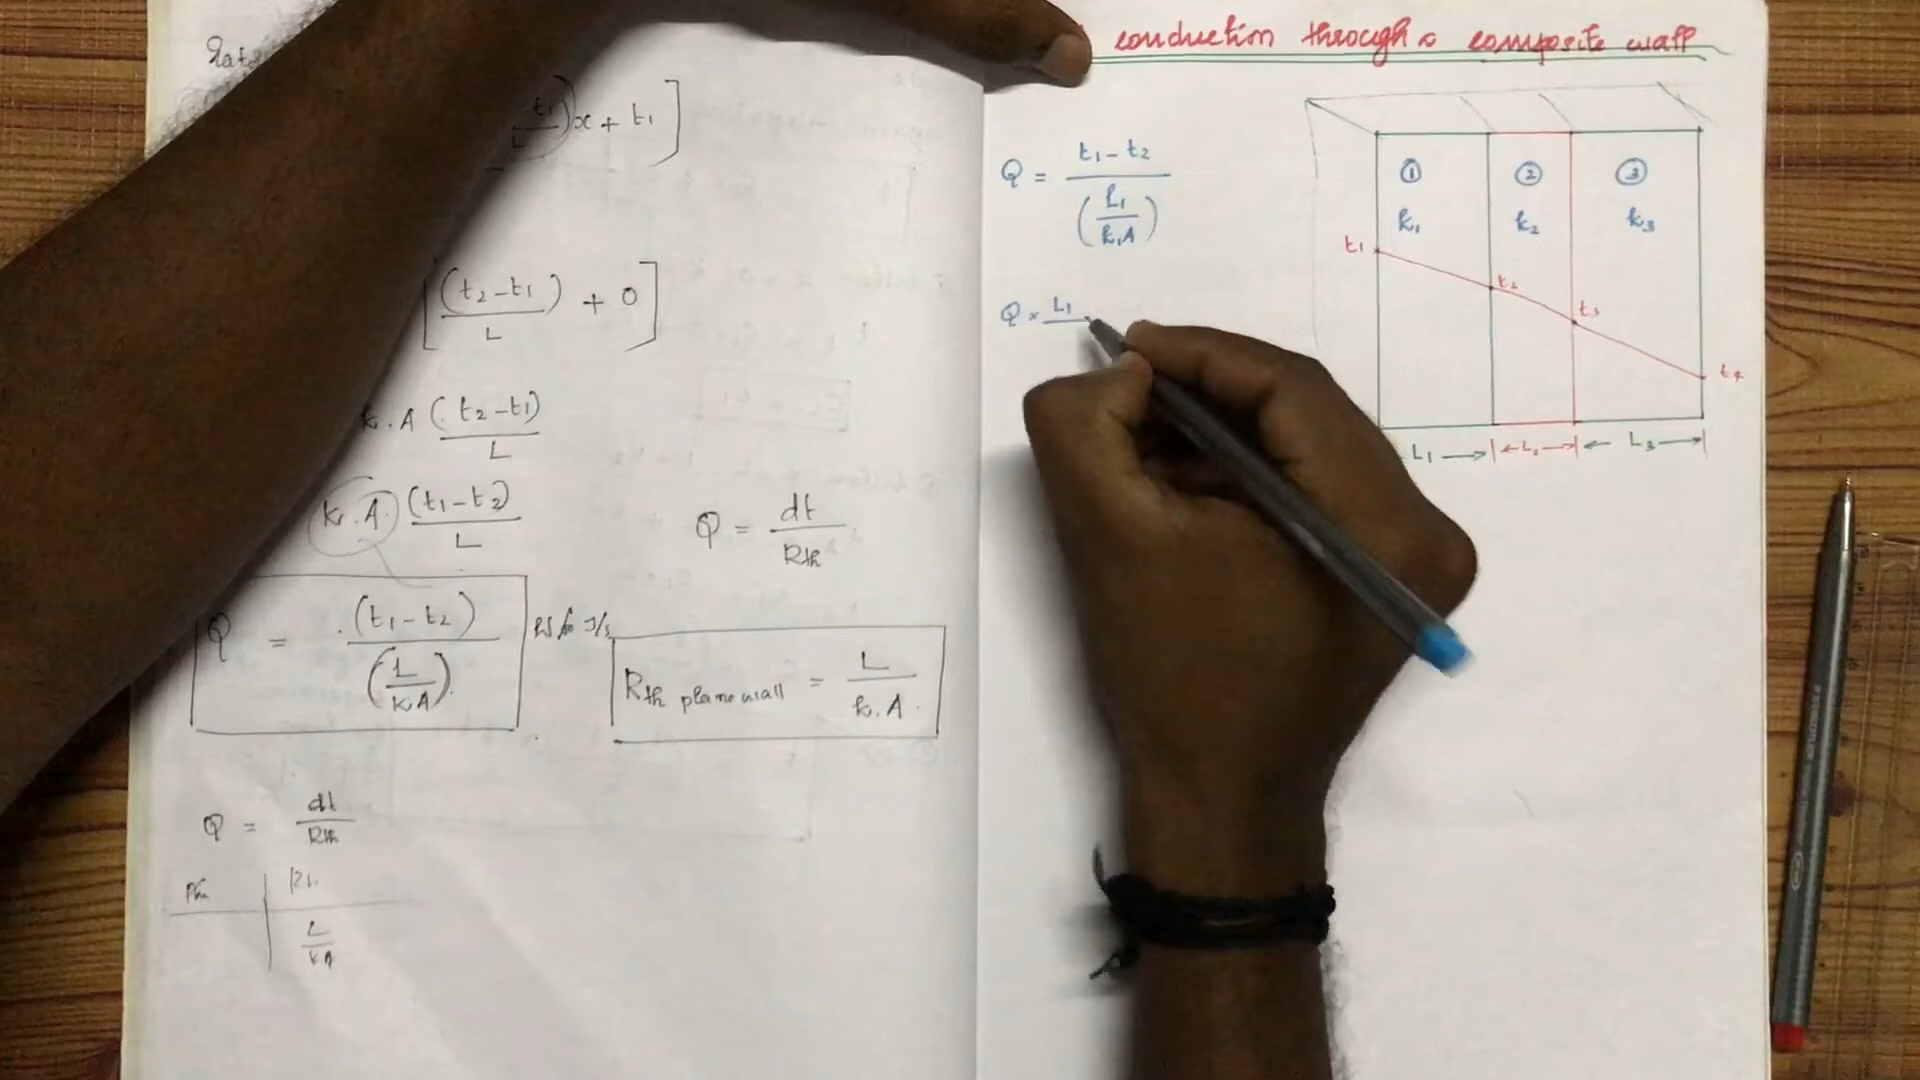 x + t1 ]
[ (t2 - t1) / L + 0 ]
k.A (t2 - t1) / L
k.A. (t1 - t2) / L
Q = dt / Rth
Q = (t1 - t2) / (L / kA)
Rth plane wall = L / k.A.
Q = dt / Rth
L / kA
conduction through a composite wall
Q = t1 - t2 / (L1 / k1A)
Q × L1
① ② ③
k1 k2 k3
t1
t2
t3
t4
L1 L2 L3